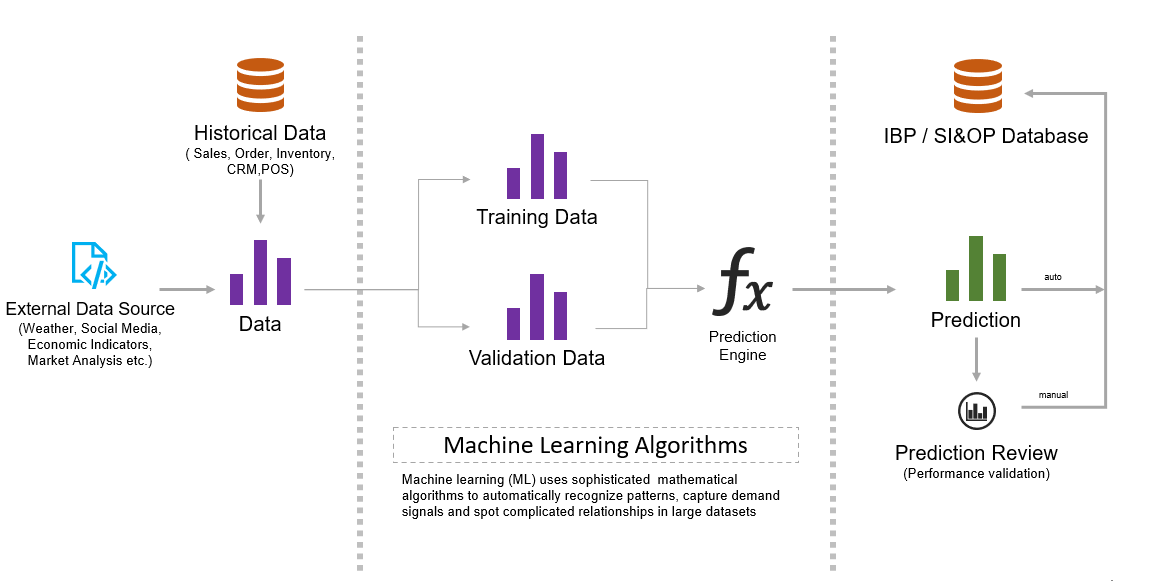 Historical Data
( Sales, Order, Inventory,
CRM,POS)
External Data Source
(Weather, Social Media,
Economic Indicators,
Market Analysis etc.)
Data
Training Data
Validation Data
fx
Prediction
Engine
Machine Learning Algorithms
Machine learning (ML) uses sophisticated  mathematical
algorithms to automatically recognize patterns, capture demand
signals and spot complicated relationships in large datasets
IBP / SI&OP Database
auto
Prediction
manual
Prediction Review
(Performance validation)